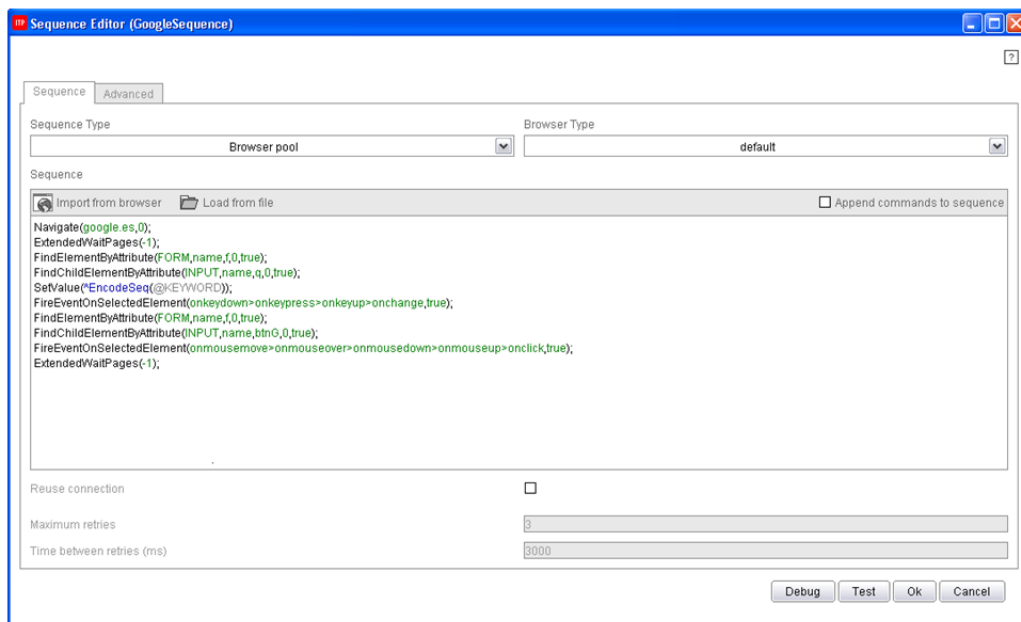 ITP Sequence Editor (GoogleSequence)
?
Sequence Advanced
Sequence Type Browser Type
Browser pool default
Sequence
Import from browser Load from file Append commands to sequence
Navigate(google.es,0);
ExtendedWaitPages(-1);
FindElementByAttribute(FORM,name,f,0,true);
FindChildElementByAttribute(INPUT,name,q,0,true);
SetValue(^EncodeSeq(@KEYWORD));
FireEventOnSelectedElement(onkeydown>onkeypress>onkeyup>onchange,true);
FindElementByAttribute(FORM,name,f,0,true);
FindChildElementByAttribute(INPUT,name,btnG,0,true);
FireEventOnSelectedElement(onmousemove>onmouseover>onmousedown>onmouseup>onclick,true);
ExtendedWaitPages(-1);
Reuse connection
Maximum retries 3
Time between retries (ms) 3000
Debug Test Ok Cancel